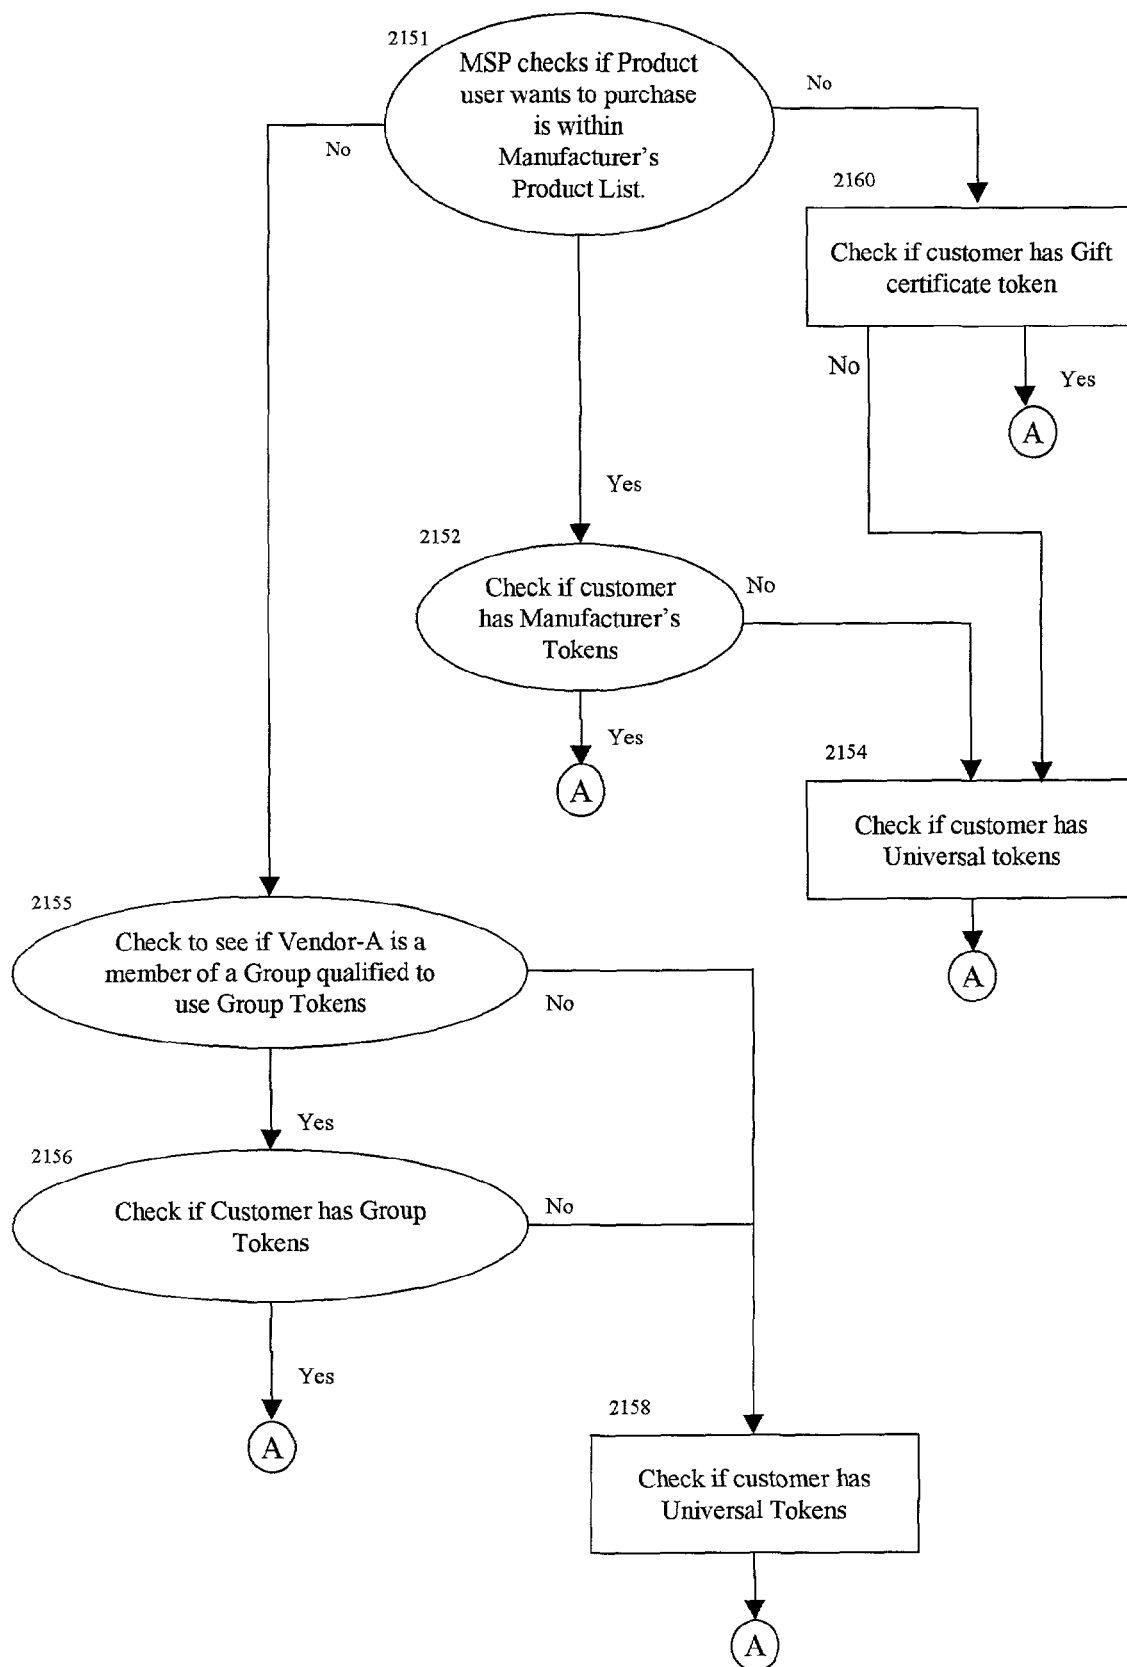 2151
MSP checks if Product
user wants to purchase
is within
Manufacturer's
Product List.
No
No
2160
Check if customer has Gift
certificate token
No
Yes
A
Yes
2152
Check if customer
has Manufacturer's
Tokens
No
Yes
A
2154
Check if customer has
Universal tokens
A
2155
Check to see if Vendor-A is a
member of a Group qualified to
use Group Tokens
No
Yes
2156
Check if Customer has Group
Tokens
No
Yes
A
2158
Check if customer has
Universal Tokens
A